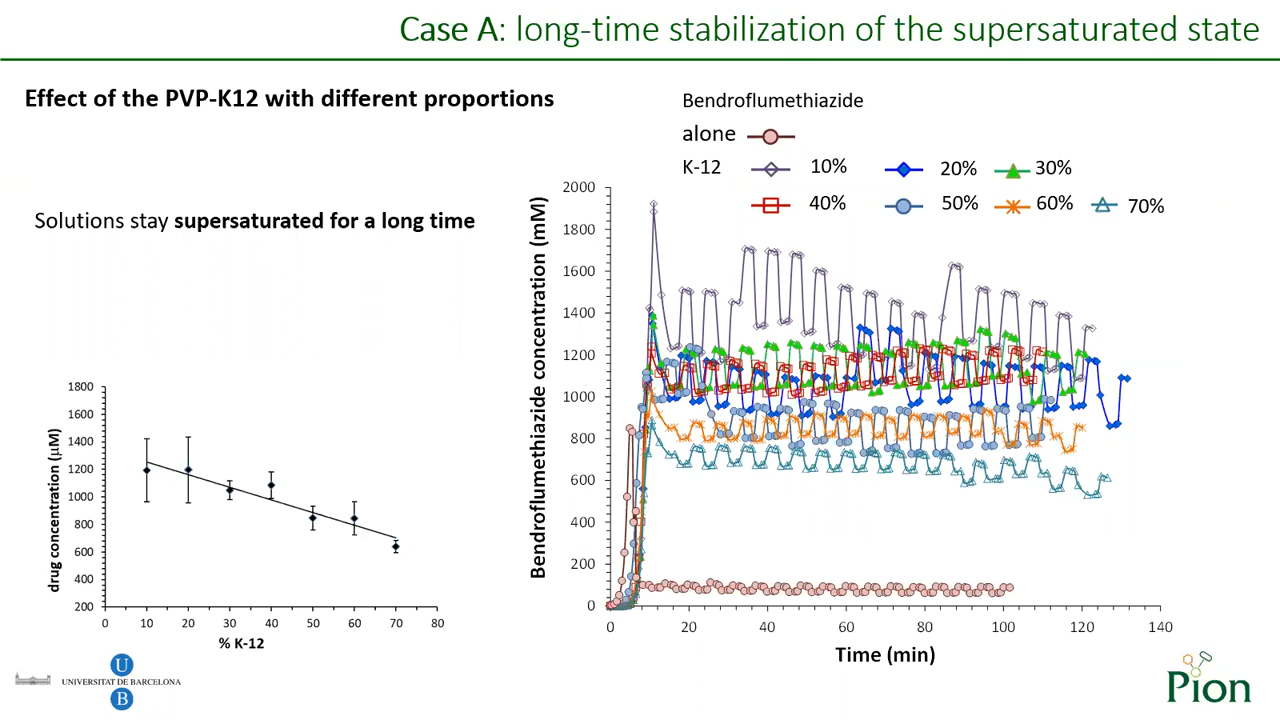 Case A: long-time stabilization of the supersaturated state
Effect of the PVP-K12 with different proportions
Solutions stay supersaturated for a long time
Bendroflumethiazide
alone
K-12 10% 20% 30%
40% 50% 60% 70%
Bendroflumethiazide concentration (mM)
2000
1800
1600
1400
1200
1000
800
600
400
200
0
0 20 40 60 80 100 120 140
Time (min)
drug concentration (µM)
1800
1600
1400
1200
1000
800
600
400
200
0 10 20 30 40 50 60 70 80
% K-12
U
UNIVERSITAT DE BARCELONA
B
Pion